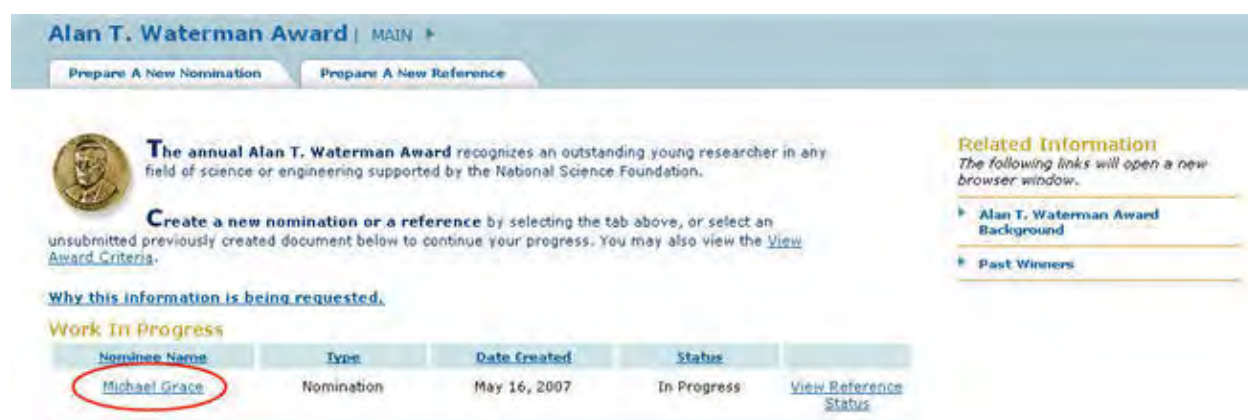 Alan T. Waterman Award | MAIN
Prepare A New Nomination
Prepare A New Reference
The annual Alan T. Waterman Award recognizes an outstanding young researcher in any
field of science or engineering supported by the National Science Foundation.
Create a new nomination or a reference by selecting the tab above, or select an
unsubmitted previously created document below to continue your progress. You may also view the View
Award Criteria.
Why this information is being requested.
Work In Progress
Nominee Name Type Date Created Status
Michael Grace Nomination May 16, 2007 In Progress View Reference
Status
Related Information
The following links will open a new
browser window.
Alan T. Waterman Award
Background
Past Winners